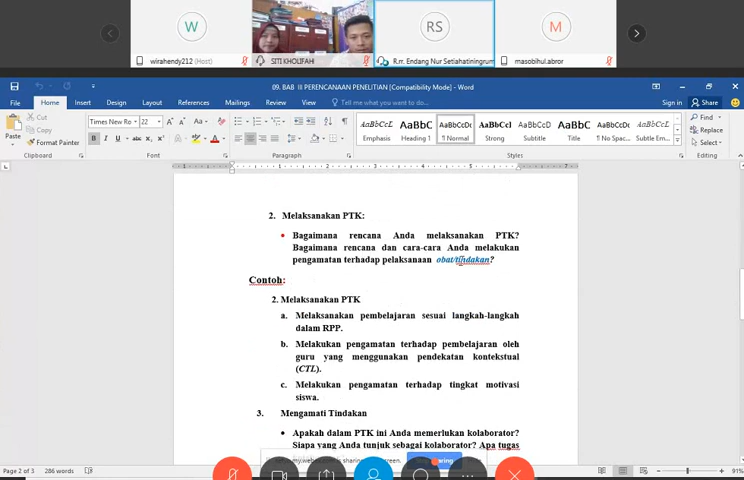 W
RS
M
wirahendy212 (Host)
SITI KHOLIFAH
R.rr. Endang Nur Setiahatiningrum
masobihul.abror
09. BAB III PERENCANAAN PENELITIAN [Compatibility Mode] - Word
File
Home
Insert
Design
Layout
References
Mailings
Review
View
Tell me what you want to do...
Sign in
Share
Paste
Cut
Copy
Format Painter
Clipboard
Times New Ro
22
Font
Paragraph
AaBbCcL
Emphasis
AaBbC
Heading 1
AaBbCcDc
¶ Normal
AaBbCcl
Strong
AaBbCcD
Subtitle
AaBbC
Title
AaBbCcDc
¶ No Spac...
AaBbCcD
Subtle Em...
Styles
Find
Replace
Select
Editing
2. Melaksanakan PTK:
• Bagaimana rencana Anda melaksanakan PTK?
Bagaimana rencana dan cara-cara Anda melakukan
pengamatan terhadap pelaksanaan obat/tindakan?
Contoh:
2. Melaksanakan PTK
a. Melaksanakan pembelajaran sesuai langkah-langkah
dalam RPP.
b. Melakukan pengamatan terhadap pembelajaran oleh
guru yang menggunakan pendekatan kontekstual
(CTL).
c. Melakukan pengamatan terhadap tingkat motivasi
siswa.
3. Mengamati Tindakan
• Apakah dalam PTK ini Anda memerlukan kolaborator?
Siapa yang Anda tunjuk sebagai kolaborator? Apa tugas
is sharing
screen.
Page 2 of 3
286 words
91%